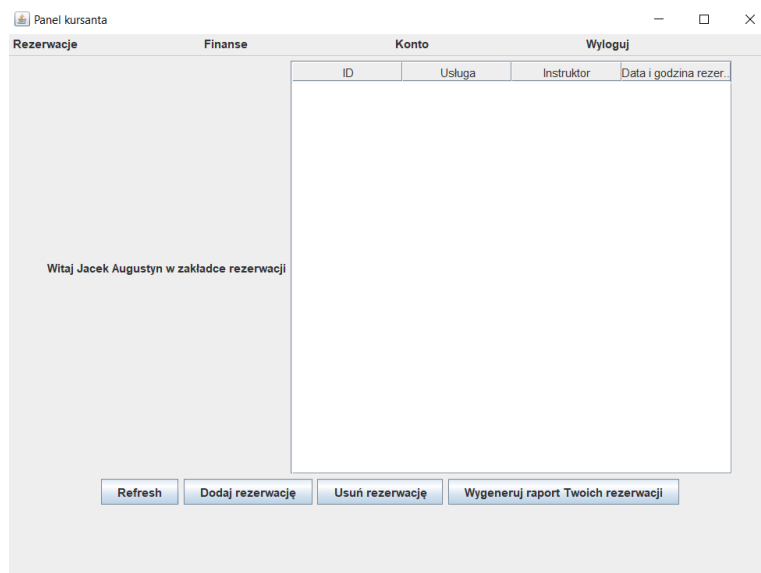 Panel kursanta
Rezerwacje Finanse Konto Wyloguj
ID Usługa Instruktor Data i godzina rezer...
Witaj Jacek Augustyn w zakładce rezerwacji
Refresh Dodaj rezerwację Usuń rezerwację Wygeneruj raport Twoich rezerwacji